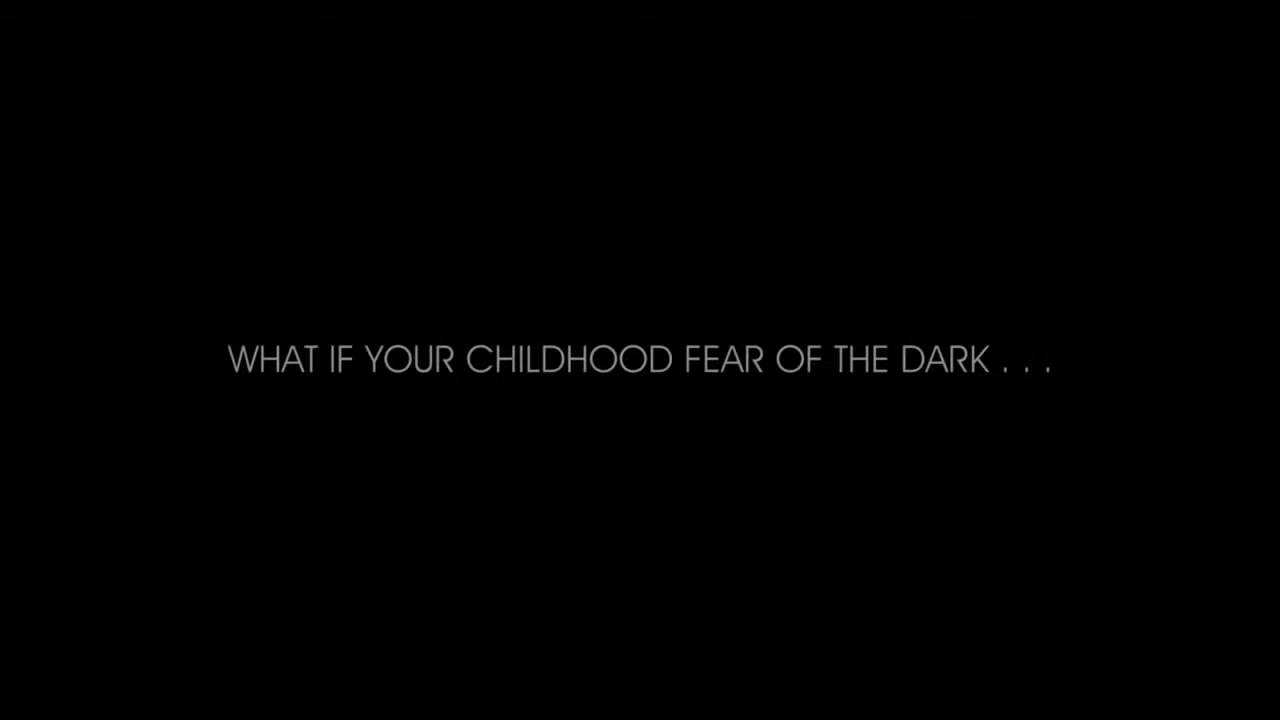 WHAT IF YOUR CHILDHOOD FEAR OF THE DARK . . .